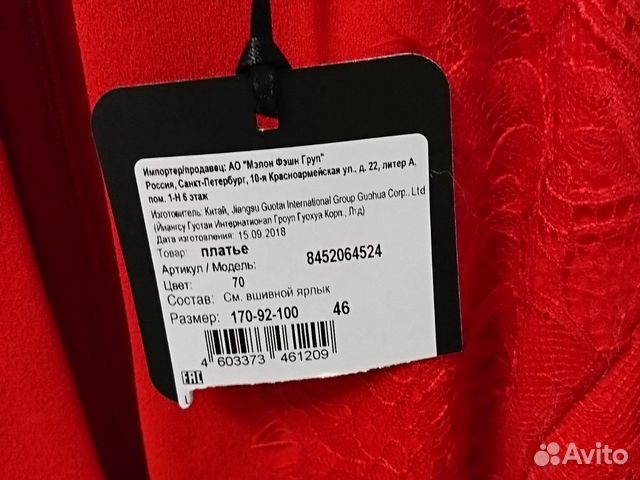 Импортер/продавец: АО "Мэлон Фэшн Груп"
Россия, Санкт-Петербург, 10-я Красноармейская ул., д. 22, литер А,
пом. 1-Н 6 этаж
Изготовитель: Китай, Jiangsu Guotai International Group Guohua Corp., Ltd
(Йиангсу Гуотаи Интернатионал Гроуп Гуохуа Корп., Лтд)
Дата изготовления: 15.09.2018
Товар: платье
Артикул / Модель: 8452064524
Цвет: 70
Состав: См. вшивной ярлык
Размер: 170-92-100 46
4 603373 461209
EAC
Avito